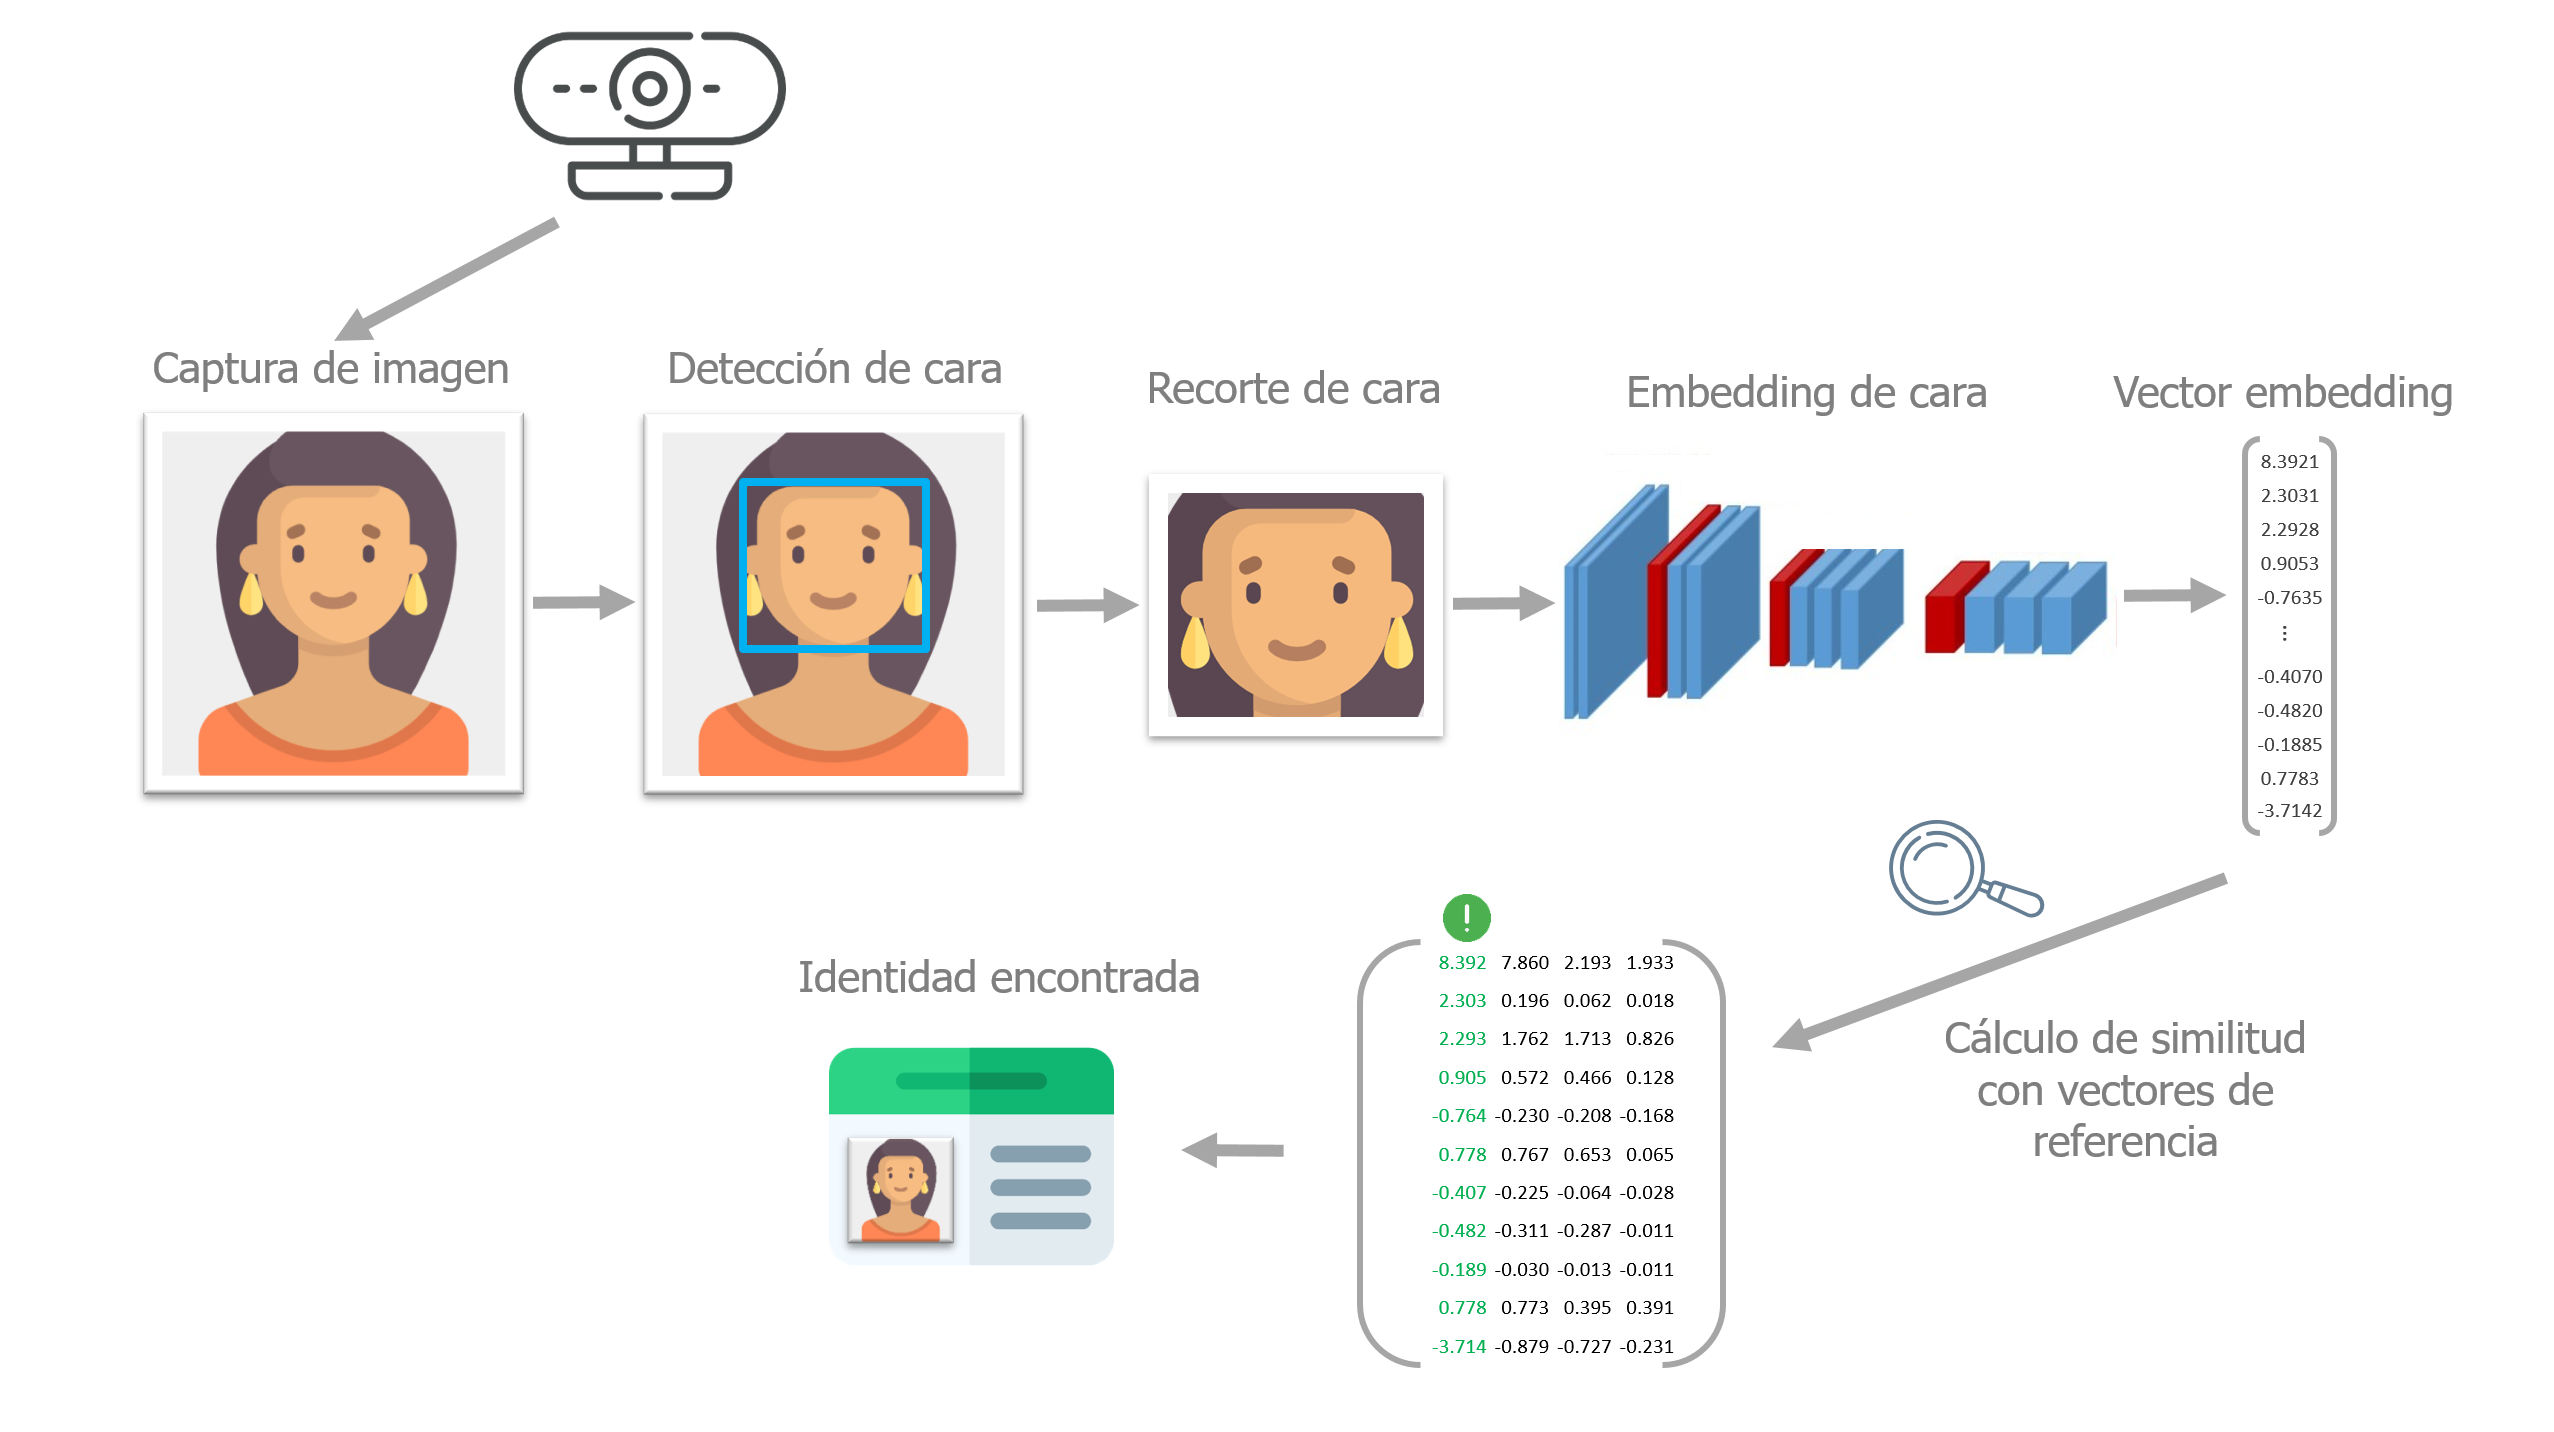 Captura de imagen
Detección de cara
Recorte de cara
Embedding de cara
Vector embedding
8.3921
2.3031
2.2928
0.9053
-0.7635
⋮
-0.4070
-0.4820
-0.1885
0.7783
-3.7142
Cálculo de similitud
con vectores de
referencia
8.392 7.860 2.193 1.933
2.303 0.196 0.062 0.018
2.293 1.762 1.713 0.826
0.905 0.572 0.466 0.128
-0.764 -0.230 -0.208 -0.168
0.778 0.767 0.653 0.065
-0.407 -0.225 -0.064 -0.028
-0.482 -0.311 -0.287 -0.011
-0.189 -0.030 -0.013 -0.011
0.778 0.773 0.395 0.391
-3.714 -0.879 -0.727 -0.231
Identidad encontrada